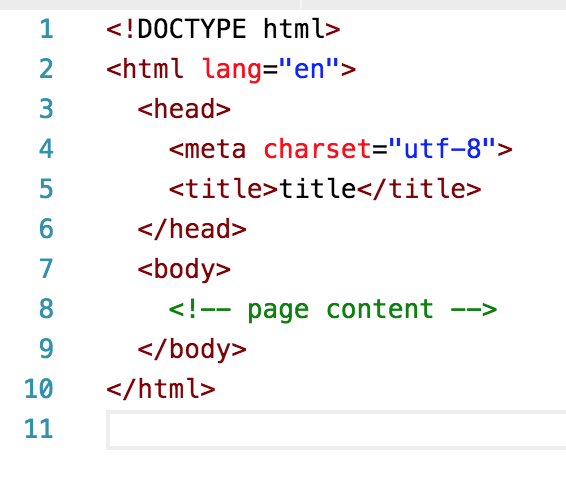 1 <!DOCTYPE html>
2 <html lang="en">
3   <head>
4     <meta charset="utf-8">
5     <title>title</title>
6   </head>
7   <body>
8     <!-- page content -->
9   </body>
10 </html>
11